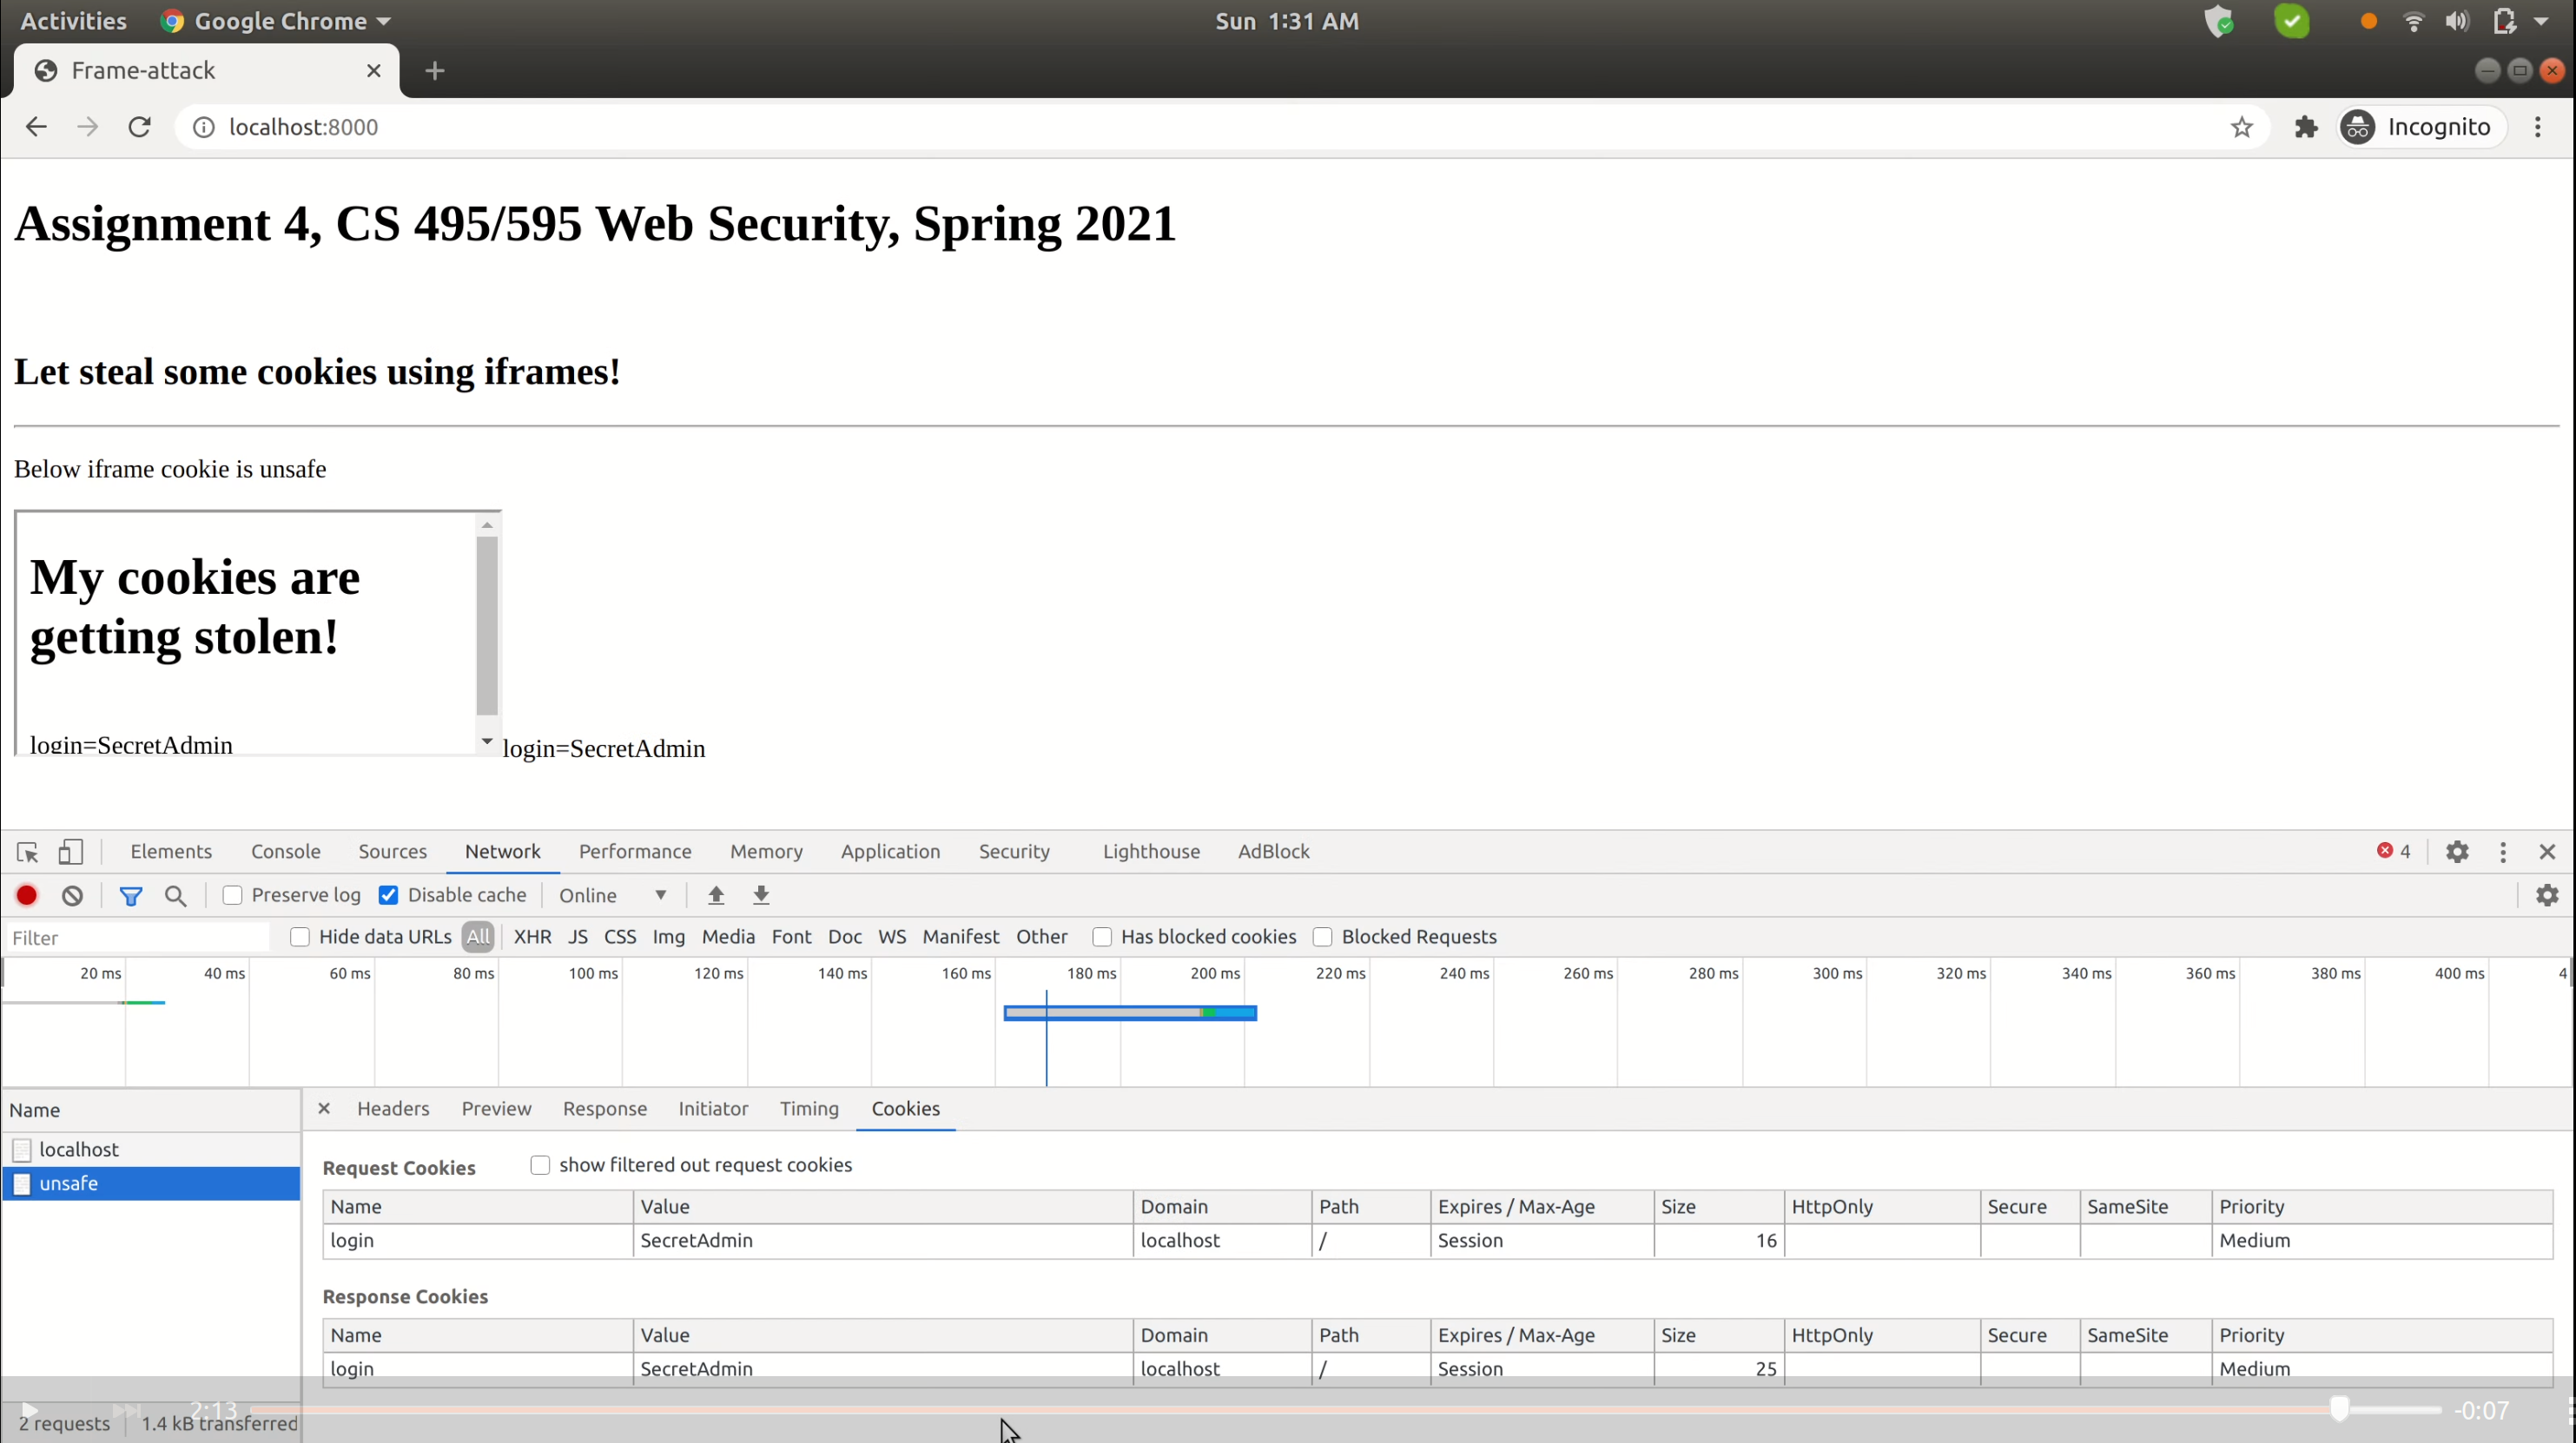 Activities Google Chrome Sun 1:31 AM
Frame-attack
localhost:8000 Incognito
Assignment 4, CS 495/595 Web Security, Spring 2021
Let steal some cookies using iframes!
Below iframe cookie is unsafe
My cookies are
getting stolen!
login=SecretAdmin login=SecretAdmin
Elements Console Sources Network Performance Memory Application Security Lighthouse AdBlock 4
Preserve log Disable cache Online
Filter Hide data URLs All XHR JS CSS Img Media Font Doc WS Manifest Other Has blocked cookies Blocked Requests
20 ms 40 ms 60 ms 80 ms 100 ms 120 ms 140 ms 160 ms 180 ms 200 ms 220 ms 240 ms 260 ms 280 ms 300 ms 320 ms 340 ms 360 ms 380 ms 400 ms 4
Name Headers Preview Response Initiator Timing Cookies
localhost
unsafe
Request Cookies show filtered out request cookies
Name Value Domain Path Expires / Max-Age Size HttpOnly Secure SameSite Priority
login SecretAdmin localhost / Session 16 Medium
Response Cookies
Name Value Domain Path Expires / Max-Age Size HttpOnly Secure SameSite Priority
login SecretAdmin localhost / Session 25 Medium
2:13 -0:07
2 requests 1.4 kB transferred